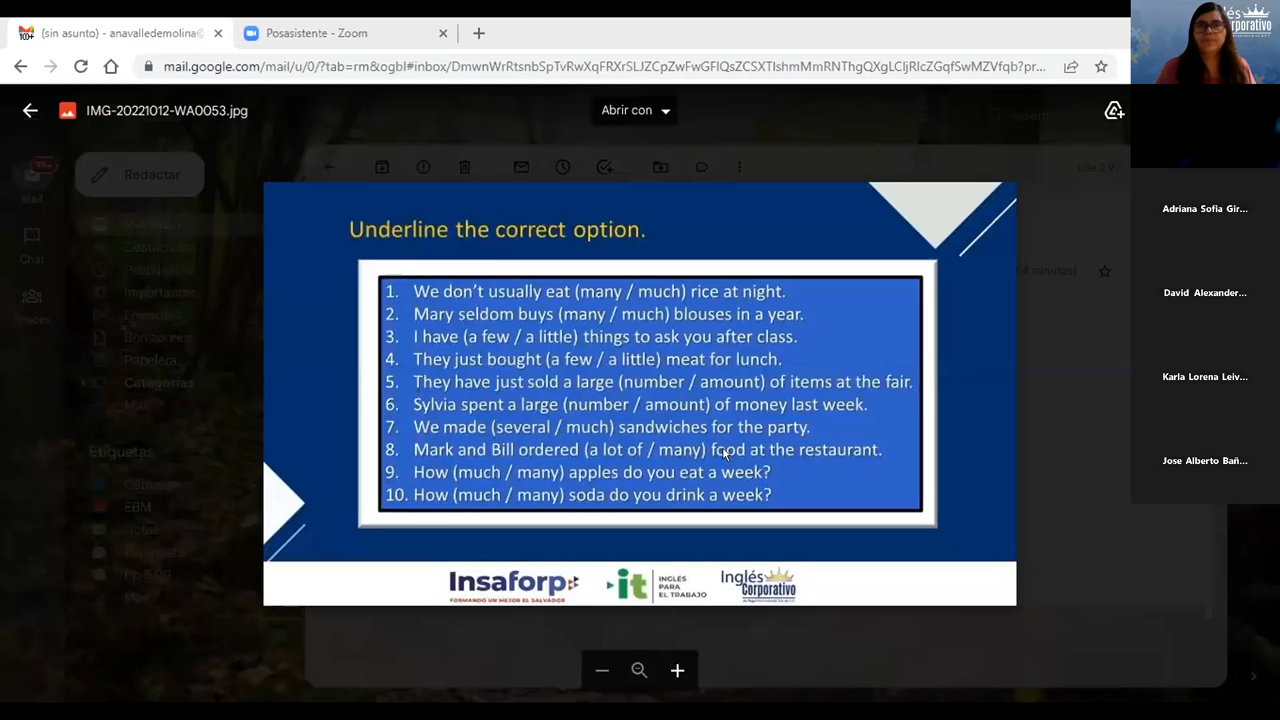 (sin asunto) - anavalledemolina@
Posasistente - Zoom
mail.google.com/mail/u/0/?tab=rm&ogbl#inbox/DmwnWrRtsnbSpTvRwXqFRXrSLJZCpZwFwGFlQsZCSXTlshmMmRNThgQXgLCljRlcZGqfSwMZVfqb?pr...
IMG-20221012-WA0053.jpg
Abrir con
Redactar
Mail
Chat
Categorías
Etiquetas
EBM
Underline the correct option.
1. We don't usually eat (many / much) rice at night.
2. Mary seldom buys (many / much) blouses in a year.
3. I have (a few / a little) things to ask you after class.
4. They just bought (a few / a little) meat for lunch.
5. They have just sold a large (number / amount) of items at the fair.
6. Sylvia spent a large (number / amount) of money last week.
7. We made (several / much) sandwiches for the party.
8. Mark and Bill ordered (a lot of / many) food at the restaurant.
9. How (much / many) apples do you eat a week?
10. How (much / many) soda do you drink a week?
Insaforp
FORMANDO UN MEJOR EL SALVADOR
it
INGLÉS
PARA
EL TRABAJO
Inglés
Corporativo
Adriana Sofia Gir...
David Alexander...
Karla Lorena Leiv...
Jose Alberto Bañ...